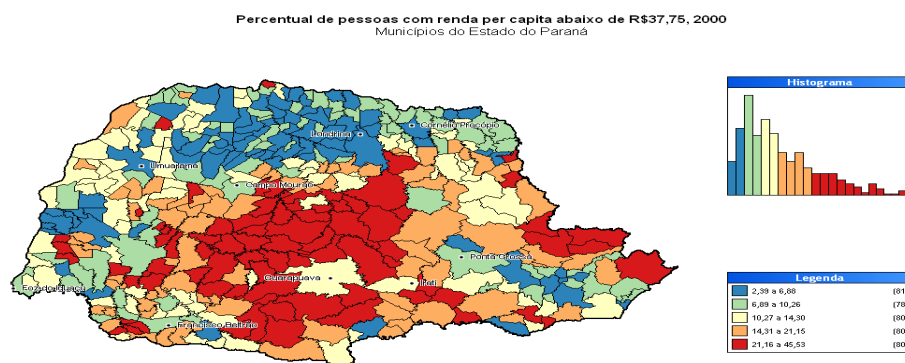 Percentual de pessoas com renda per capita abaixo de R$37,75, 2000
Municípios do Estado do Paraná
Histograma
Londrina
Cornélio Procópio
Umuarama
Campo Mourão
Ponta Grossa
Guarapuava
Irati
Foz do Iguaçu
Francisco Beltrão
Legenda
2,39 a 6,88 (81
6,89 a 10,26 (78
10,27 a 14,30 (80
14,31 a 21,15 (80
21,16 a 45,53 (80